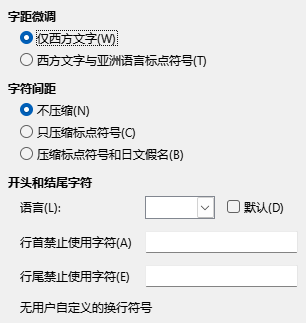 字距微调
仅西方文字(W)
西方文字与亚洲语言标点符号(T)
字符间距
不压缩(N)
只压缩标点符号(C)
压缩标点符号和日文假名(B)
开头和结尾字符
语言(L): 默认(D)
行首禁止使用字符(A)
行尾禁止使用字符(E)
无用户自定义的换行符号